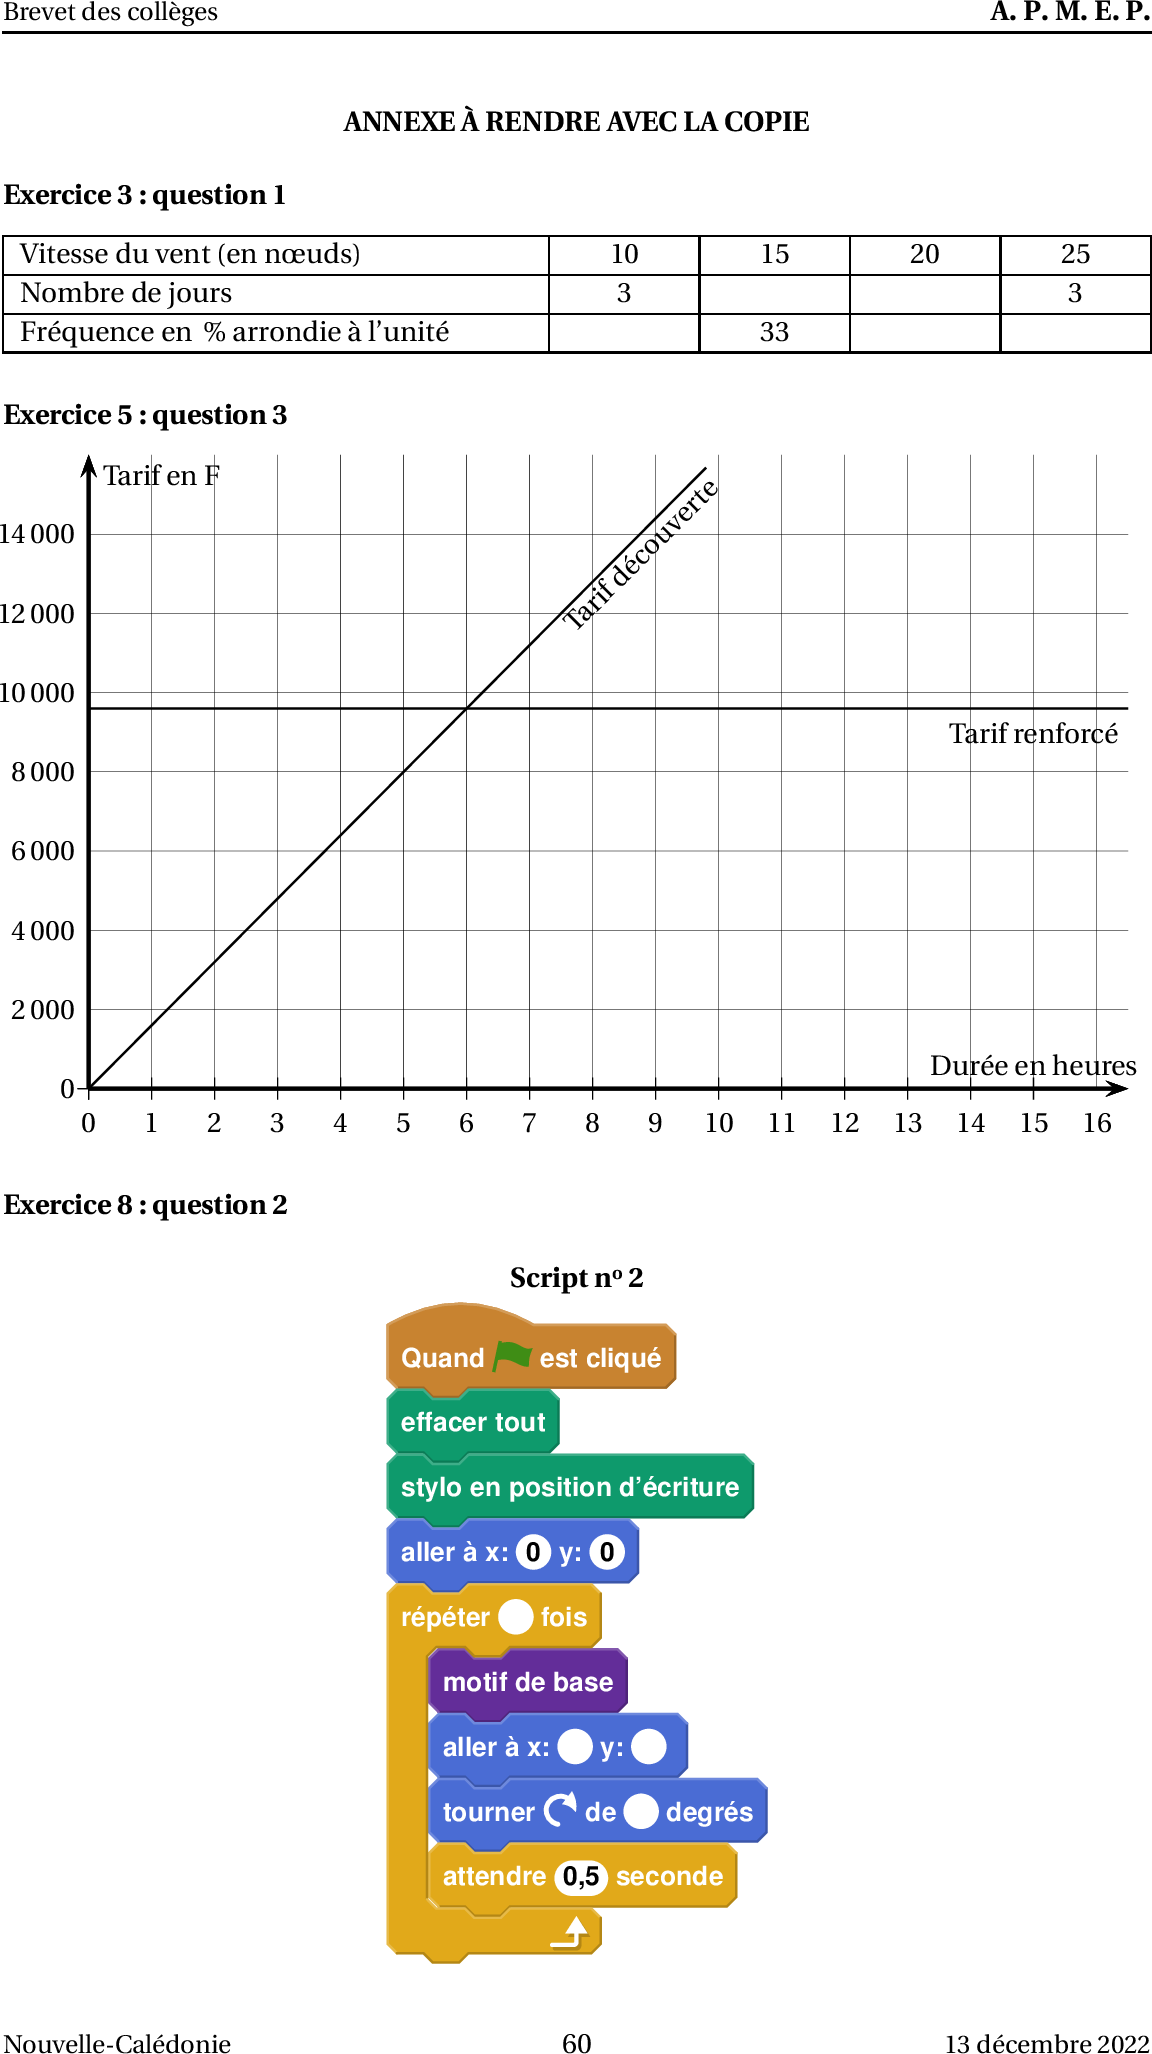 Brevet des collèges A. P. M. E. P.
ANNEXE À RENDRE AVEC LA COPIE
Exercice 3 : question 1
Vitesse du vent (en nœuds) 10 15 20 25
Nombre de jours 3 3
Fréquence en % arrondie à l’unité 33
Exercice 5 : question 3
Tarif en F
Tarif découverte
14 000
12 000
10 000
Tarif renforcé
8 000
6 000
4 000
2 000
Durée en heures
0
0 1 2 3 4 5 6 7 8 9 10 11 12 13 14 15 16
Exercice 8 : question 2
Script nº 2
Quand est cliqué
effacer tout
stylo en position d’écriture
aller à x: 0 y: 0
répéter fois
motif de base
aller à x: y:
tourner de degrés
attendre 0,5 seconde
Nouvelle-Calédonie 60 13 décembre 2022